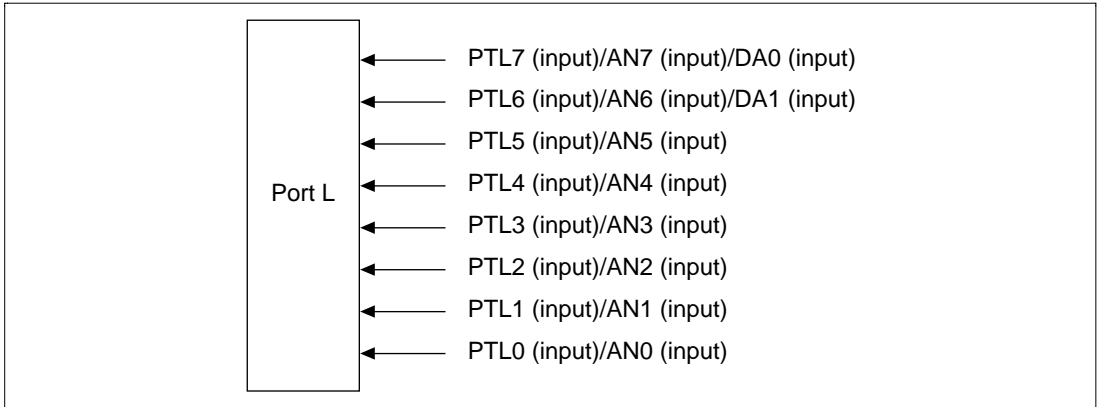 PTL7 (input)/AN7 (input)/DA0 (input)
PTL6 (input)/AN6 (input)/DA1 (input)
PTL5 (input)/AN5 (input)
PTL4 (input)/AN4 (input)
Port L
PTL3 (input)/AN3 (input)
PTL2 (input)/AN2 (input)
PTL1 (input)/AN1 (input)
PTL0 (input)/AN0 (input)